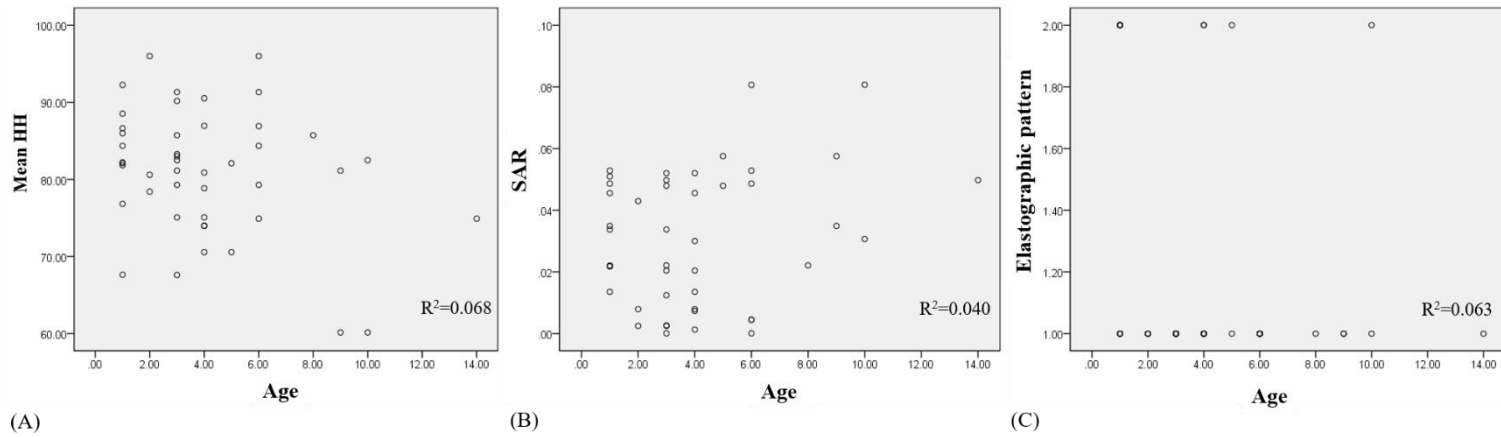 100.00
90.00
80.00
70.00
60.00
Mean HH
.00 2.00 4.00 6.00 8.00 10.00 12.00 14.00
Age
R²=0.068
(A)
.10
.08
.06
.04
.02
.00
SAR
.00 2.00 4.00 6.00 8.00 10.00 12.00 14.00
Age
R²=0.040
(B)
2.00
1.80
1.60
1.40
1.20
1.00
Elastographic pattern
.00 2.00 4.00 6.00 8.00 10.00 12.00 14.00
Age
R²=0.063
(C)